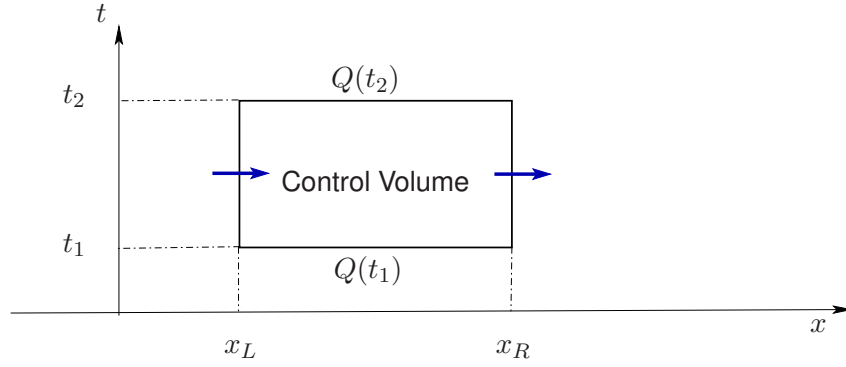 t
t_2
Q(t_2)
Control Volume
t_1
Q(t_1)
x
x_L
x_R